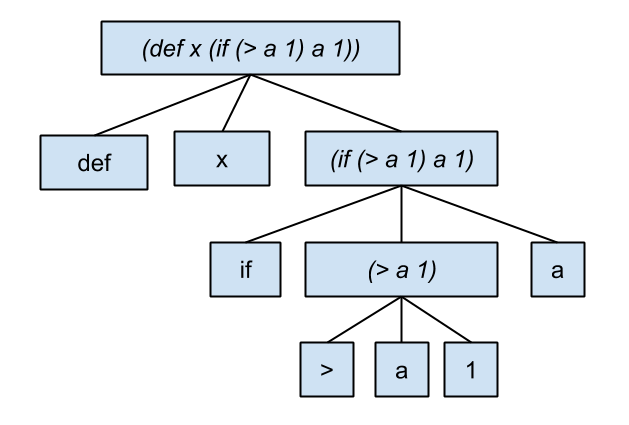 (def x (if (> a 1) a 1))
def
x
(if (> a 1) a 1)
if
(> a 1)
a
>
a
1